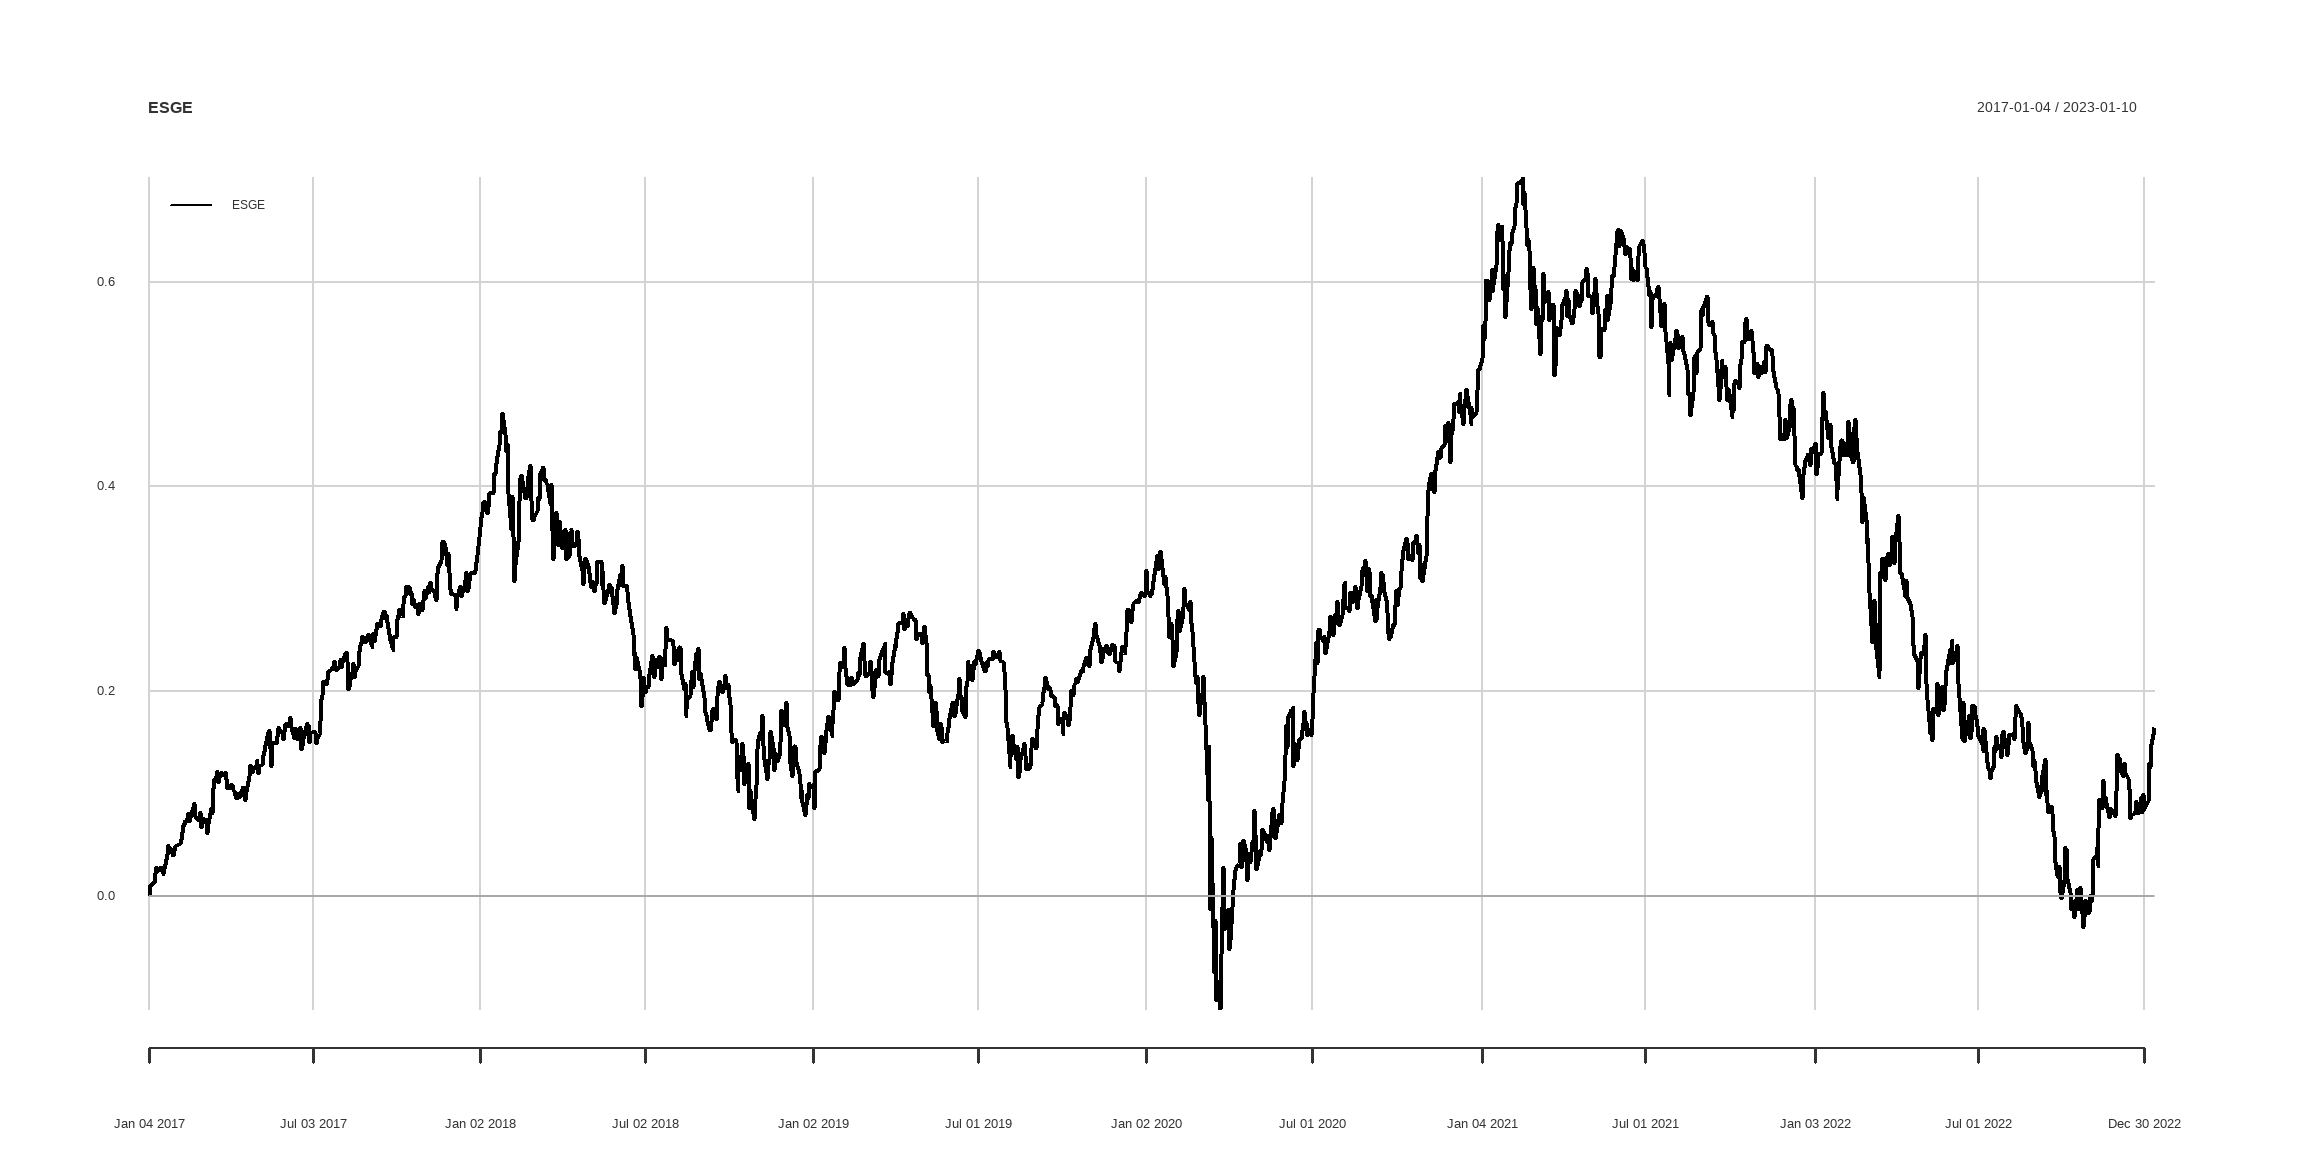 ESGE
2017-01-04 / 2023-01-10
ESGE
0.6
0.4
0.2
0.0
Jan 04 2017
Jul 03 2017
Jan 02 2018
Jul 02 2018
Jan 02 2019
Jul 01 2019
Jan 02 2020
Jul 01 2020
Jan 04 2021
Jul 01 2021
Jan 03 2022
Jul 01 2022
Dec 30 2022